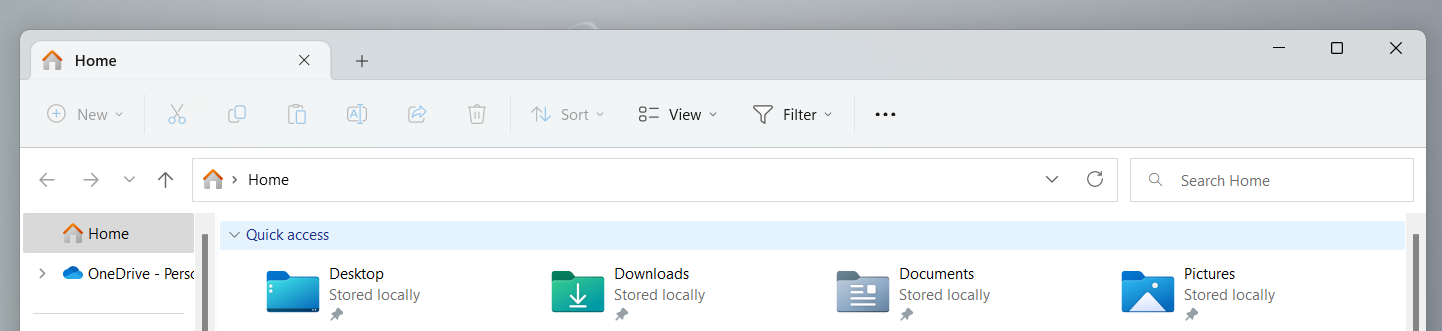 Home
New
Sort
View
Filter
Home
Search Home
Home
Quick access
OneDrive - Perso
Desktop
Stored locally
Downloads
Stored locally
Documents
Stored locally
Pictures
Stored locally